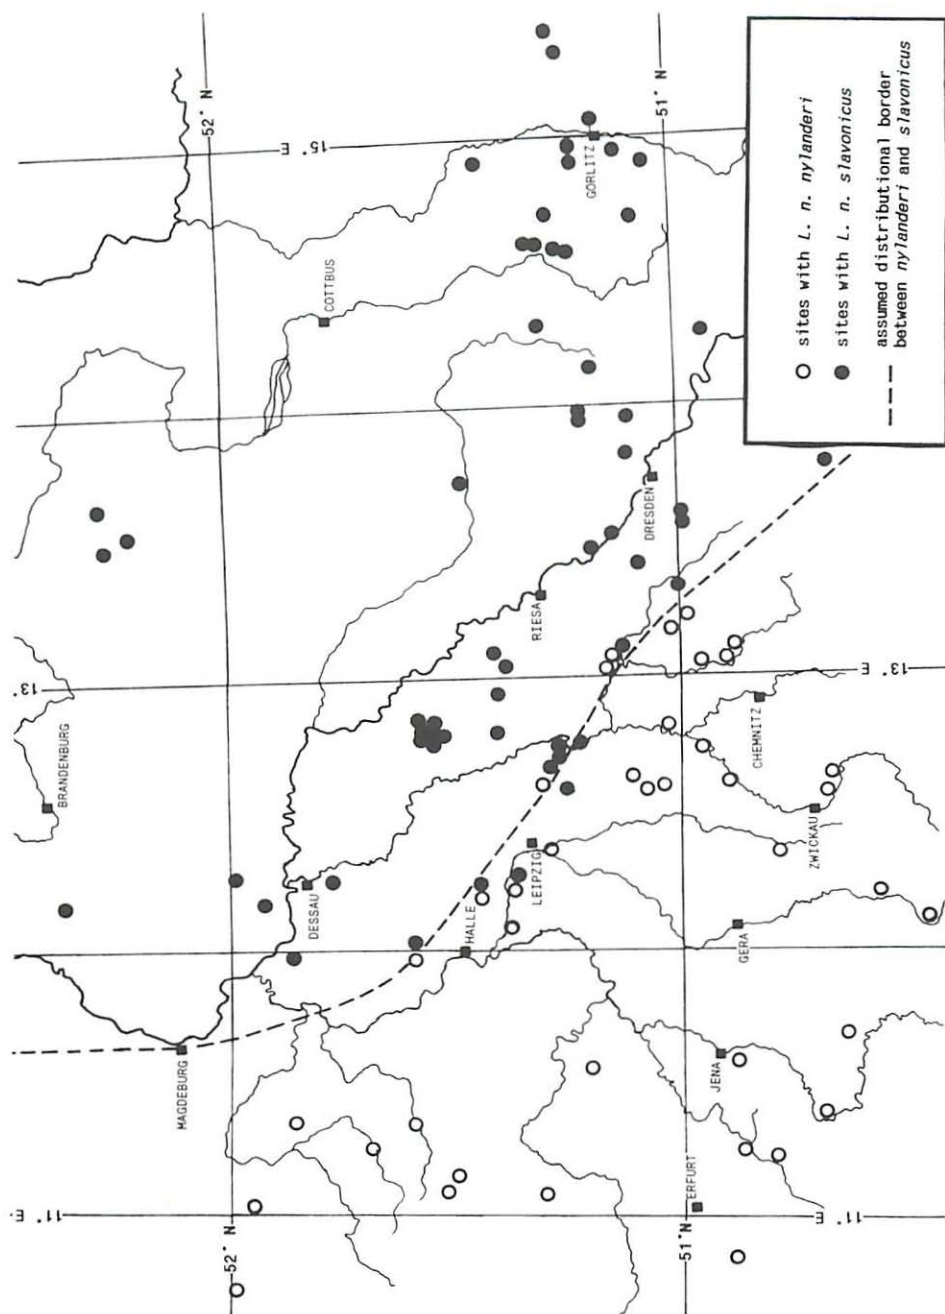 52° N
15° E
51° N
GÖRLITZ
COTTBUS
DRESDEN
RIESA
13°
E
BRANDENBURG
DESSAU
HALLE
LEIPZIG
CHEMNITZ
ZWICKAU
GERA
MAGDEBURG
JENA
ERFURT
11°
E
52° N
51° N
11° E
sites with L. n. nylanderi
sites with L. n. slavonicus
assumed distributional border
between nylanderi and slavonicus